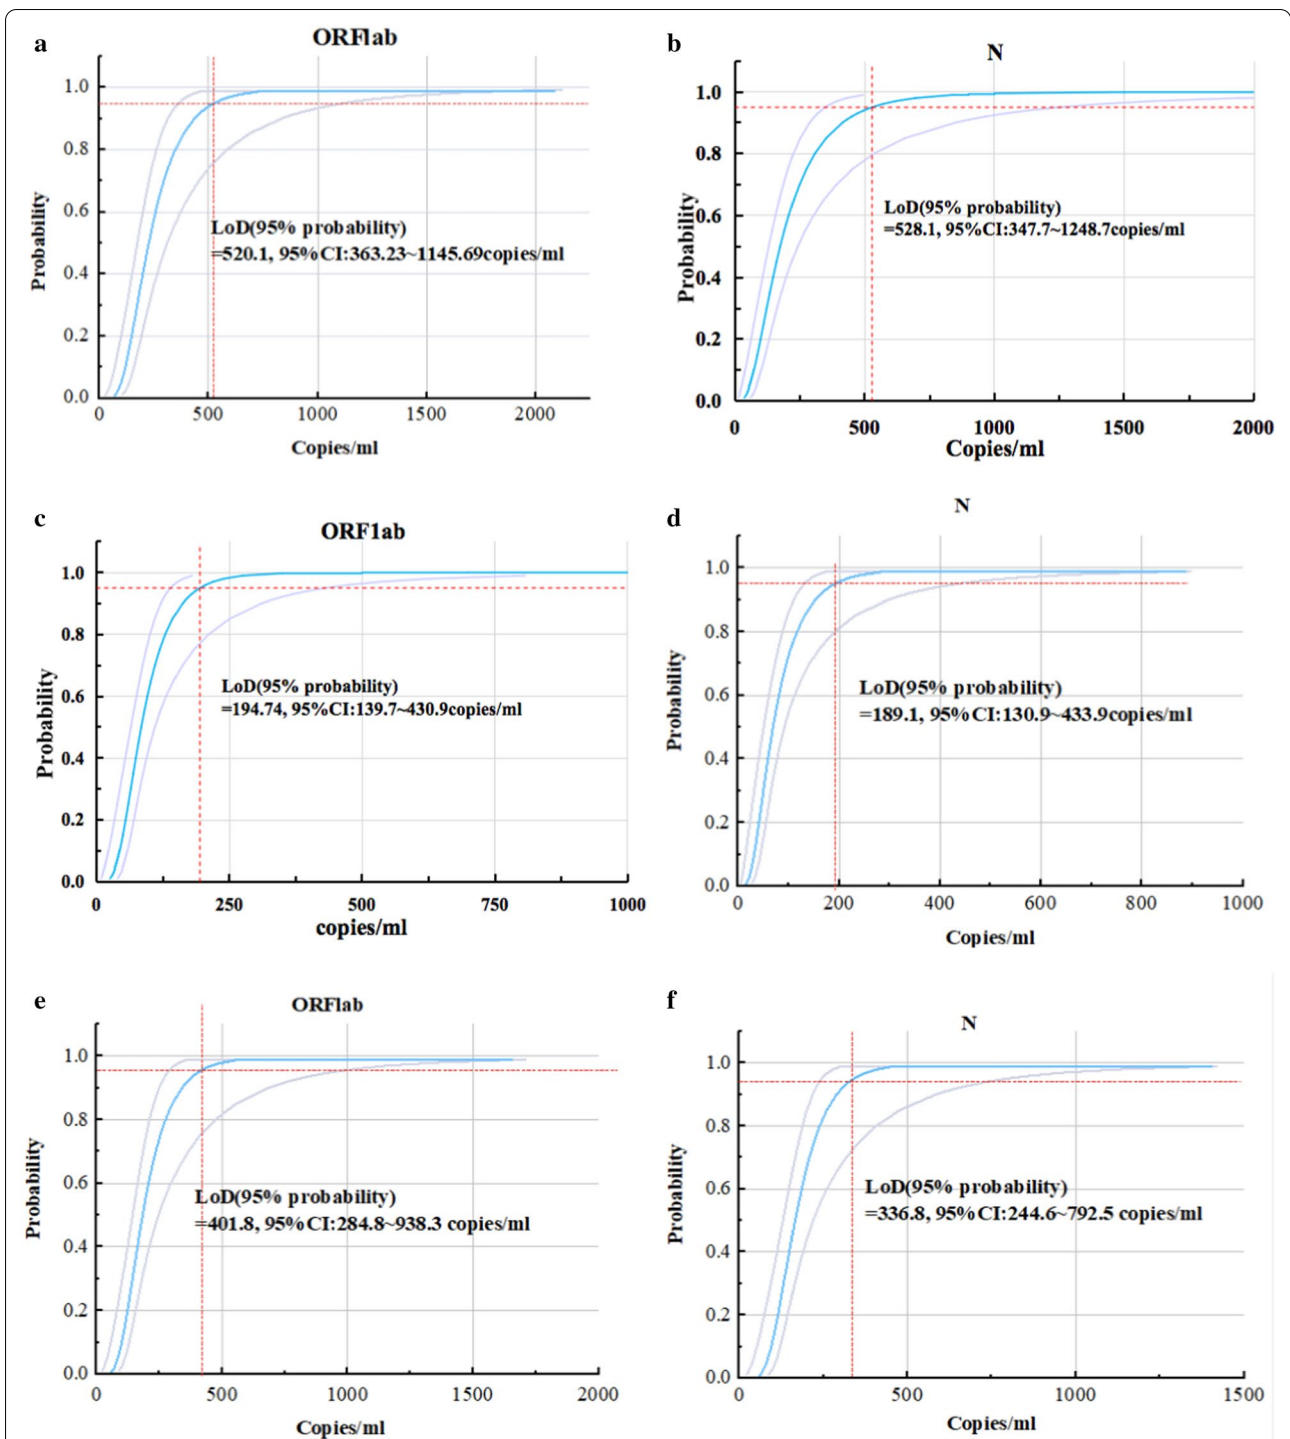 a
ORFlab
Probability
1.0
0.8
0.6
0.4
0.2
0.0
LoD(95% probability)
=520.1, 95%CI:363.23~1145.69copies/ml
0 500 1000 1500 2000
Copies/ml
b
N
Probability
1.0
0.8
0.6
0.4
0.2
0.0
LoD(95% probability)
=528.1, 95%CI:347.7~1248.7copies/ml
0 500 1000 1500 2000
Copies/ml
c
ORF1ab
Probability
1.0
0.8
0.6
0.4
0.2
0.0
LoD(95% probability)
=194.74, 95%CI:139.7~430.9copies/ml
0 250 500 750 1000
copies/ml
d
N
Probability
1.0
0.8
0.6
0.4
0.2
0.0
LoD(95% probability)
=189.1, 95%CI:130.9~433.9copies/ml
0 200 400 600 800 1000
Copies/ml
e
ORFlab
Probability
1.0
0.8
0.6
0.4
0.2
0.0
LoD(95% probability)
=401.8, 95%CI:284.8~938.3 copies/ml
0 500 1000 1500 2000
Copies/ml
f
N
Probability
1.0
0.8
0.6
0.4
0.2
0.0
LoD(95% probability)
=336.8, 95%CI:244.6~792.5 copies/ml
0 500 1000 1500
Copies/ml